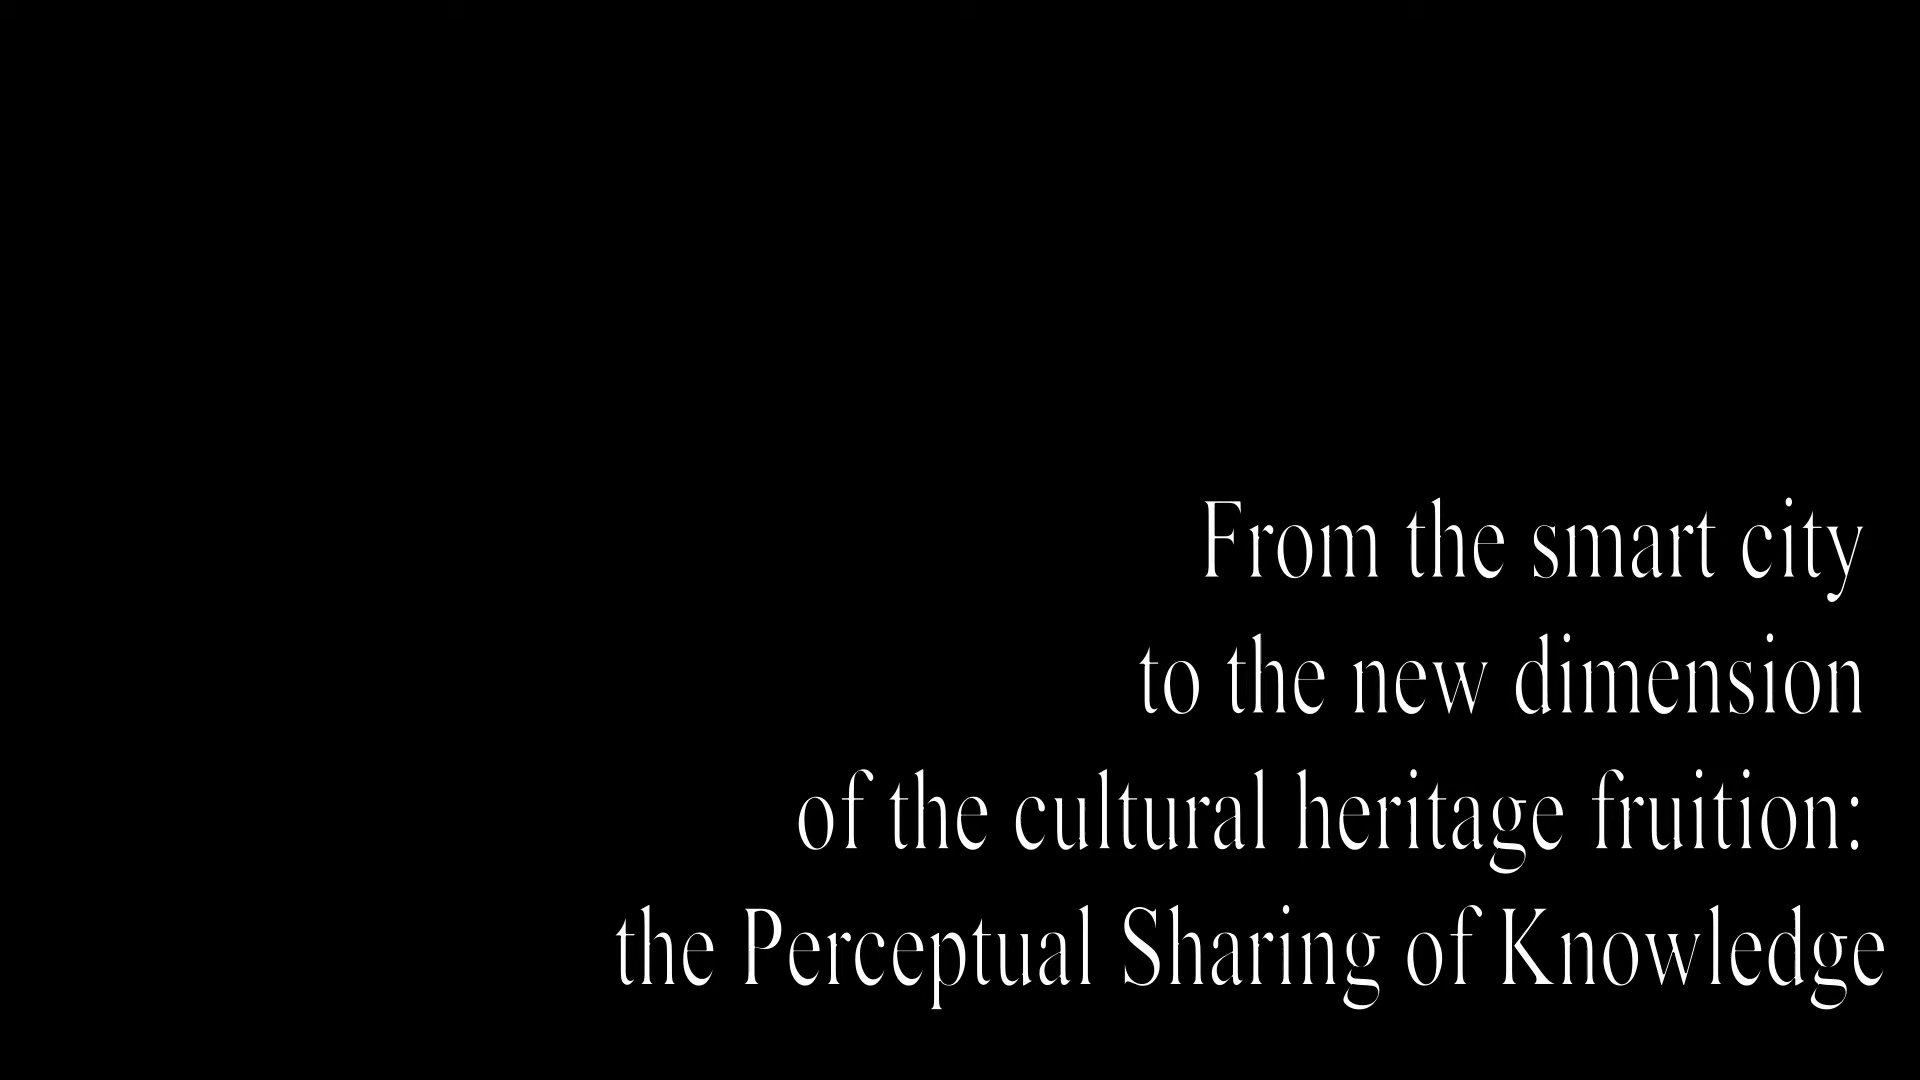 From the smart city
to the new dimension
of the cultural heritage fruition:
the Perceptual Sharing of Knowledge